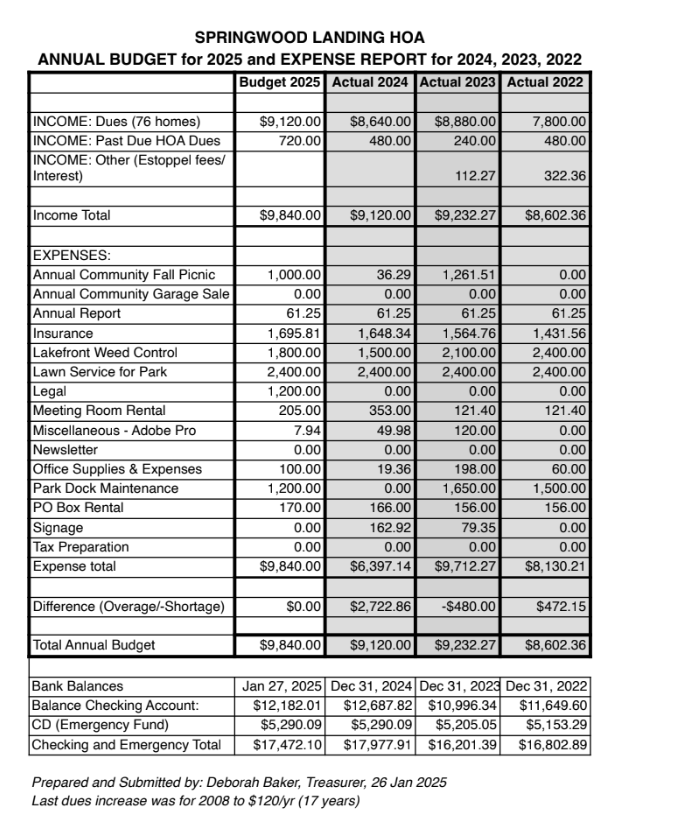 SPRINGWOOD LANDING HOA
ANNUAL BUDGET for 2025 and EXPENSE REPORT for 2024, 2023, 2022
Budget 2025 Actual 2024 Actual 2023 Actual 2022
INCOME: Dues (76 homes) $9,120.00 $8,640.00 $8,880.00 7,800.00
INCOME: Past Due HOA Dues 720.00 480.00 240.00 480.00
INCOME: Other (Estoppel fees/
Interest) 112.27 322.36
Income Total $9,840.00 $9,120.00 $9,232.27 $8,602.36
EXPENSES:
Annual Community Fall Picnic 1,000.00 36.29 1,261.51 0.00
Annual Community Garage Sale 0.00 0.00 0.00 0.00
Annual Report 61.25 61.25 61.25 61.25
Insurance 1,695.81 1,648.34 1,564.76 1,431.56
Lakefront Weed Control 1,800.00 1,500.00 2,100.00 2,400.00
Lawn Service for Park 2,400.00 2,400.00 2,400.00 2,400.00
Legal 1,200.00 0.00 0.00 0.00
Meeting Room Rental 205.00 353.00 121.40 121.40
Miscellaneous - Adobe Pro 7.94 49.98 120.00 0.00
Newsletter 0.00 0.00 0.00 0.00
Office Supplies & Expenses 100.00 19.36 198.00 60.00
Park Dock Maintenance 1,200.00 0.00 1,650.00 1,500.00
PO Box Rental 170.00 166.00 156.00 156.00
Signage 0.00 162.92 79.35 0.00
Tax Preparation 0.00 0.00 0.00 0.00
Expense total $9,840.00 $6,397.14 $9,712.27 $8,130.21
Difference (Overage/-Shortage) $0.00 $2,722.86 -$480.00 $472.15
Total Annual Budget $9,840.00 $9,120.00 $9,232.27 $8,602.36
Bank Balances Jan 27, 2025 Dec 31, 2024 Dec 31, 2023 Dec 31, 2022
Balance Checking Account: $12,182.01 $12,687.82 $10,996.34 $11,649.60
CD (Emergency Fund) $5,290.09 $5,290.09 $5,205.05 $5,153.29
Checking and Emergency Total $17,472.10 $17,977.91 $16,201.39 $16,802.89
Prepared and Submitted by: Deborah Baker, Treasurer, 26 Jan 2025
Last dues increase was for 2008 to $120/yr (17 years)